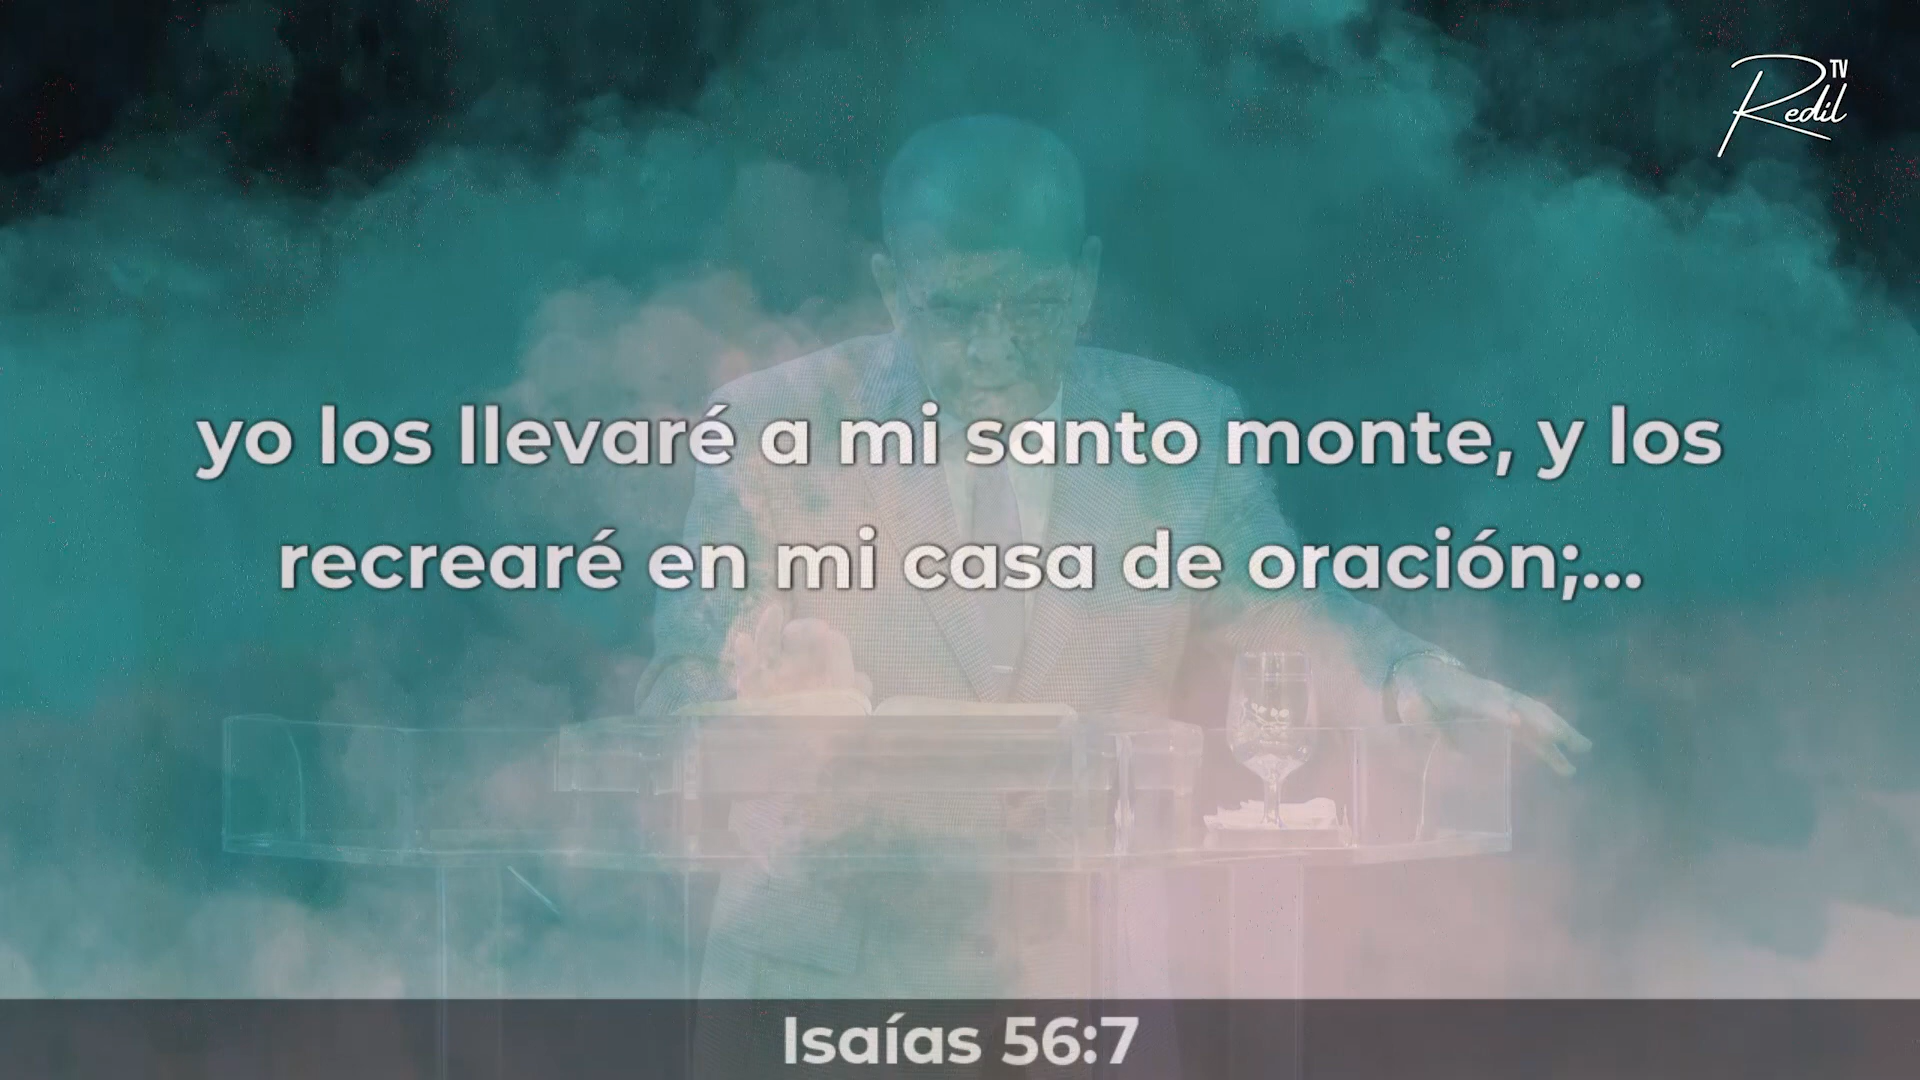 TV
Redil
yo los llevaré a mi santo monte, y los
recrearé en mi casa de oración;...
Isaías 56:7